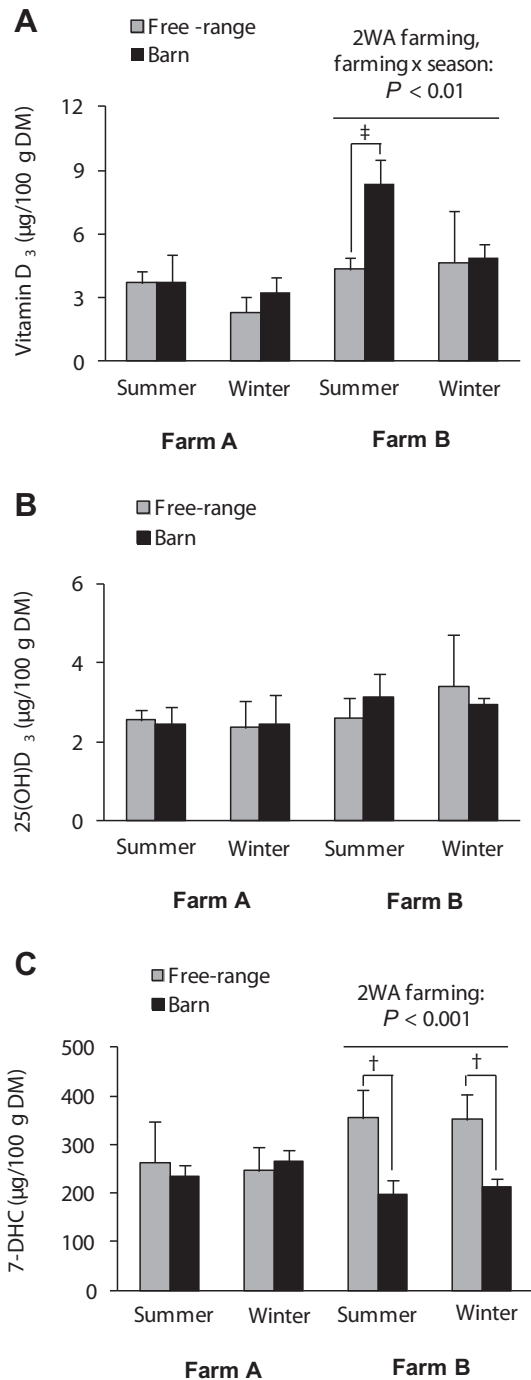 A
Free -range
Barn
2WA farming,
farming x season:
P < 0.01
Vitamin D 3 (µg/100 g DM)
12
9
6
3
0
‡
Summer Winter Summer Winter
Farm A Farm B
B
Free-range
Barn
25(OH)D 3 (µg/100 g DM)
6
4
2
0
Summer Winter Summer Winter
Farm A Farm B
C
Free-range
Barn
2WA farming:
P < 0.001
7-DHC (µg/100 g DM)
500
400
300
200
100
0
† †
Summer Winter Summer Winter
Farm A Farm B